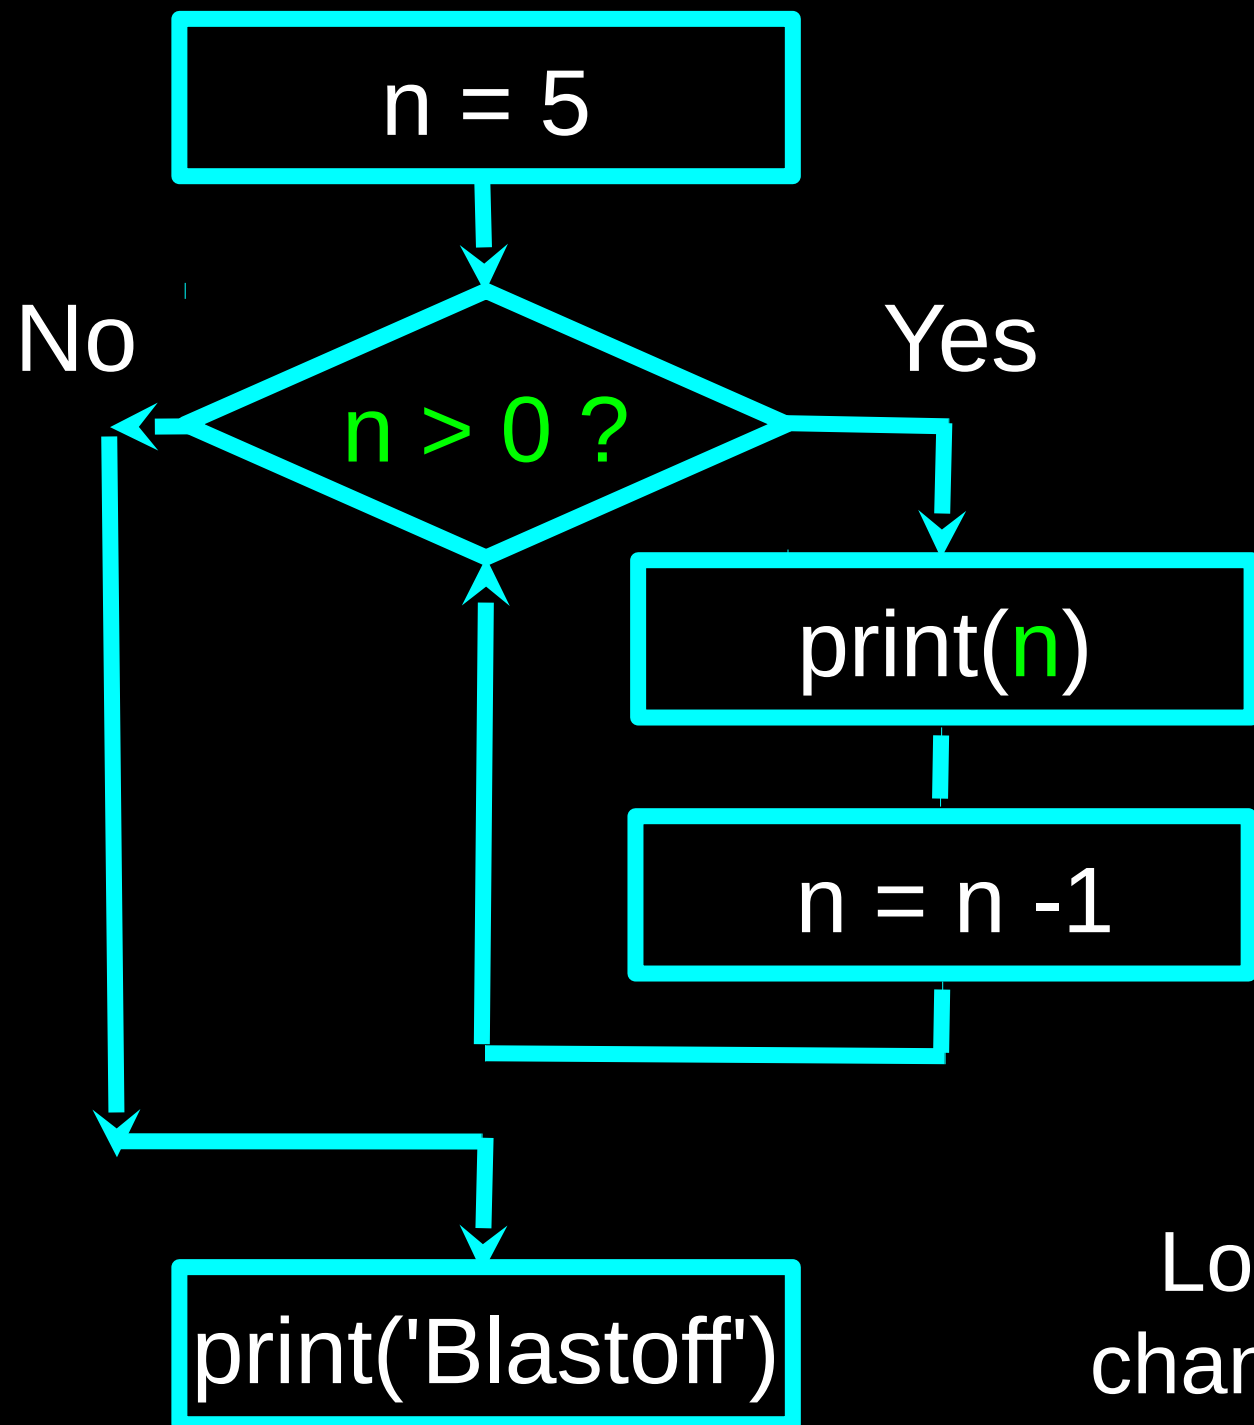 n = 5
No
Yes
n > 0 ?
print(n)
n = n -1
print('Blastoff')